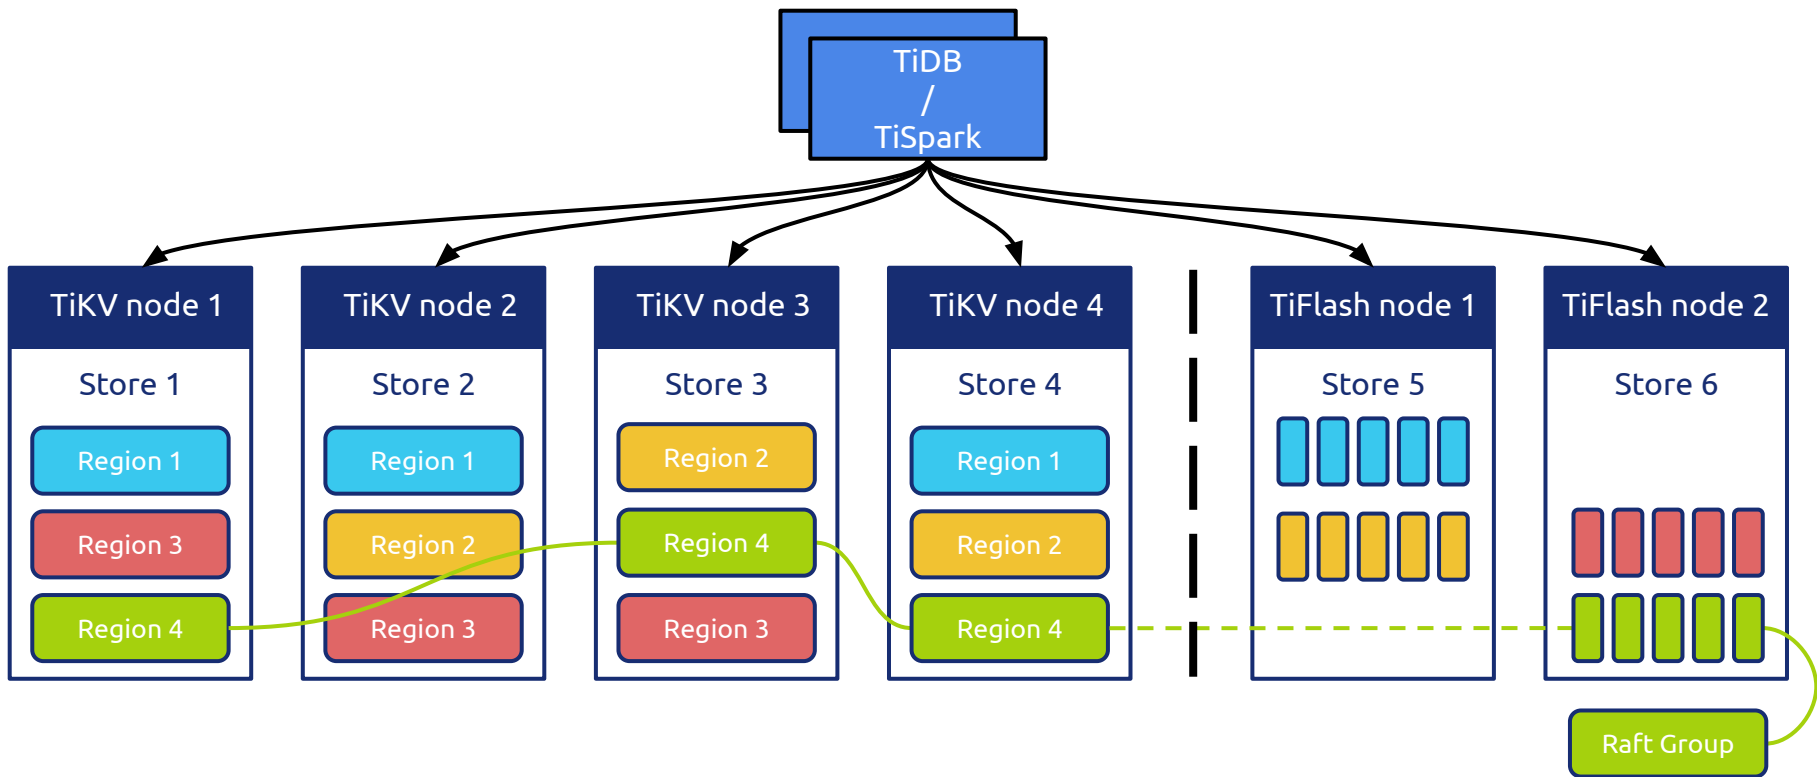 TiDB
/
TiSpark
TiKV node 1
TiKV node 2
TiKV node 3
TiKV node 4
TiFlash node 1
TiFlash node 2
Store 1
Store 2
Store 3
Store 4
Store 5
Store 6
Region 1
Region 1
Region 2
Region 1
Region 3
Region 2
Region 4
Region 2
Region 4
Region 3
Region 3
Region 4
Raft Group